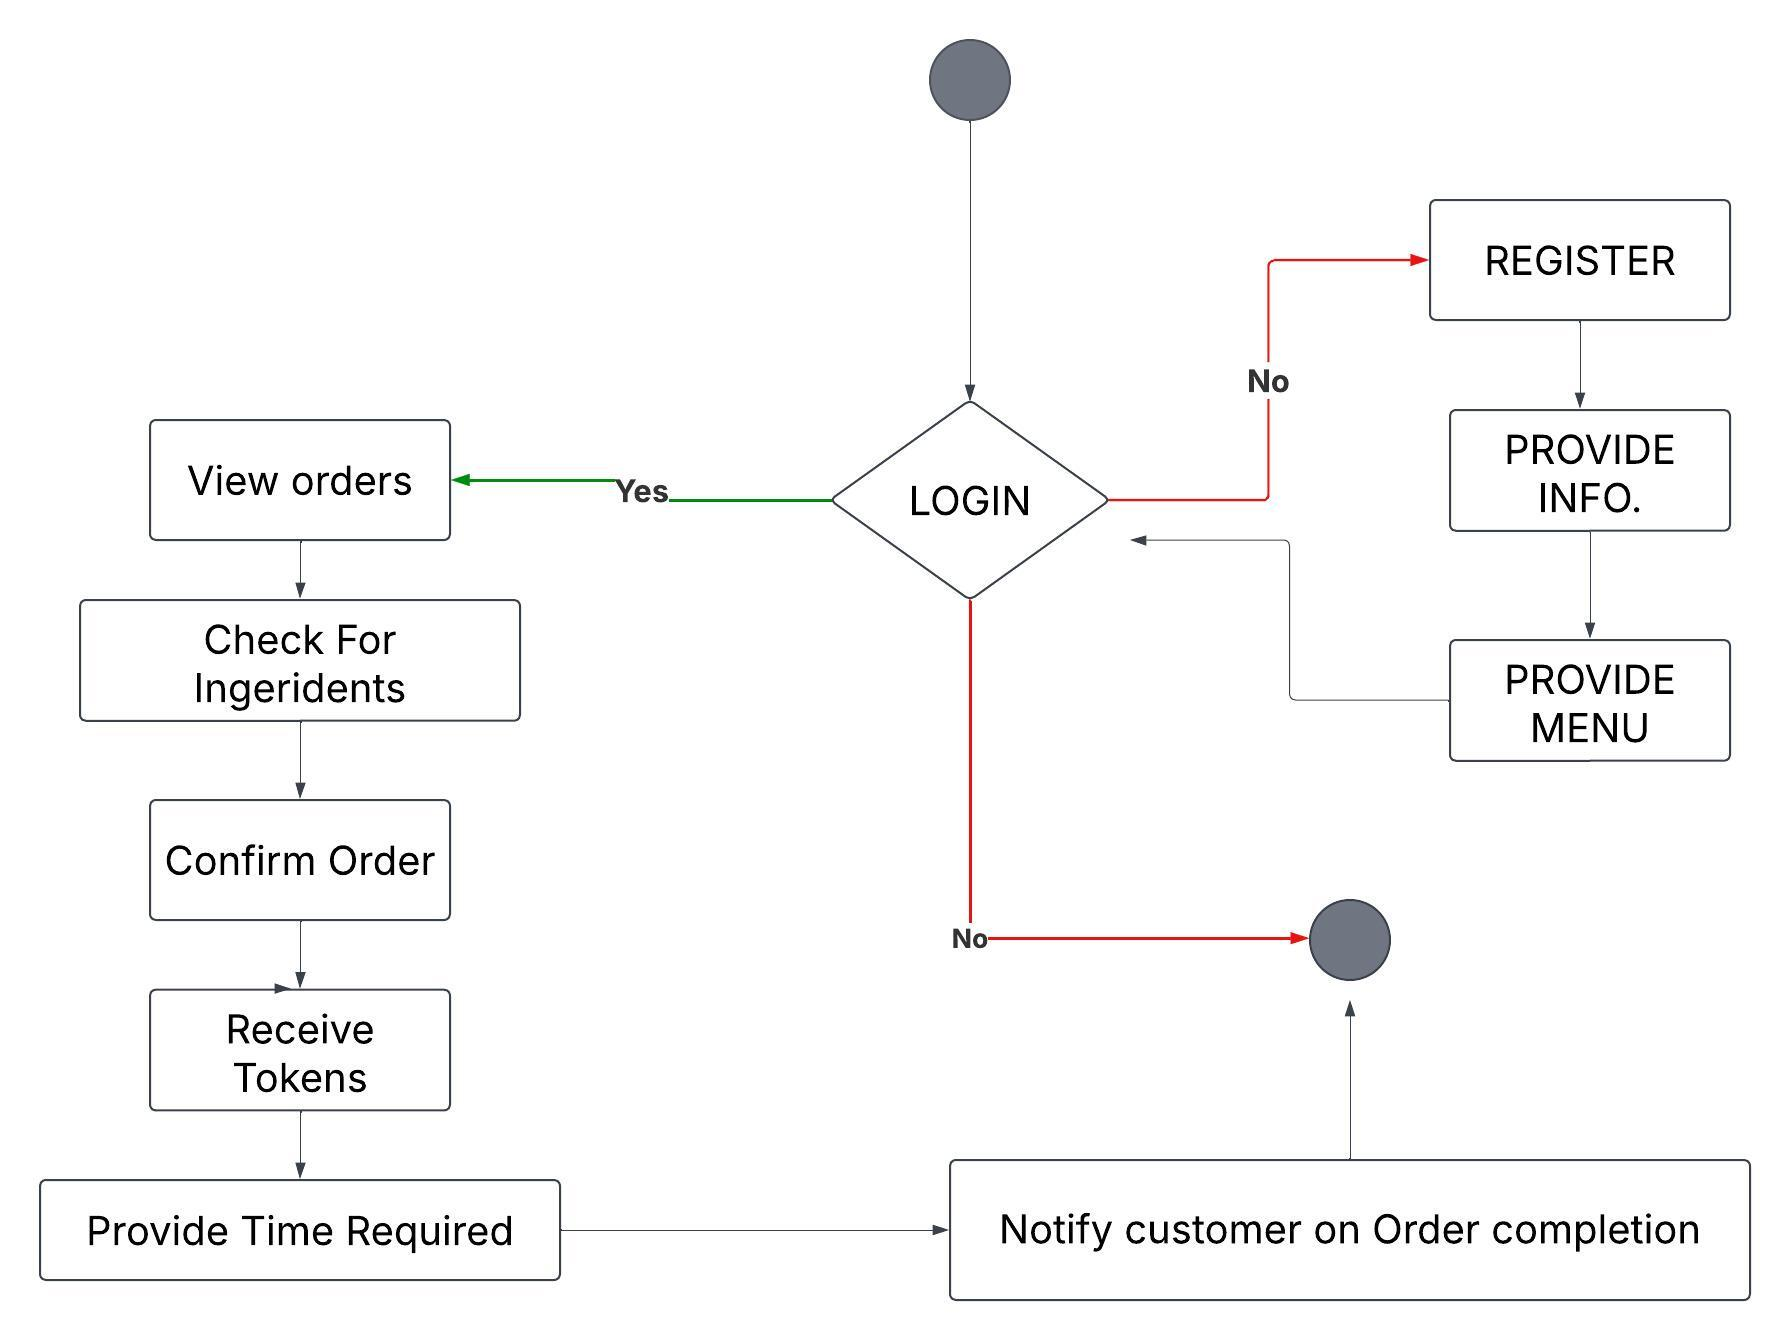 REGISTER
No
PROVIDE
INFO.
View orders
Yes
LOGIN
Check For
Ingeridents
PROVIDE
MENU
Confirm Order
No
Receive
Tokens
Provide Time Required
Notify customer on Order completion